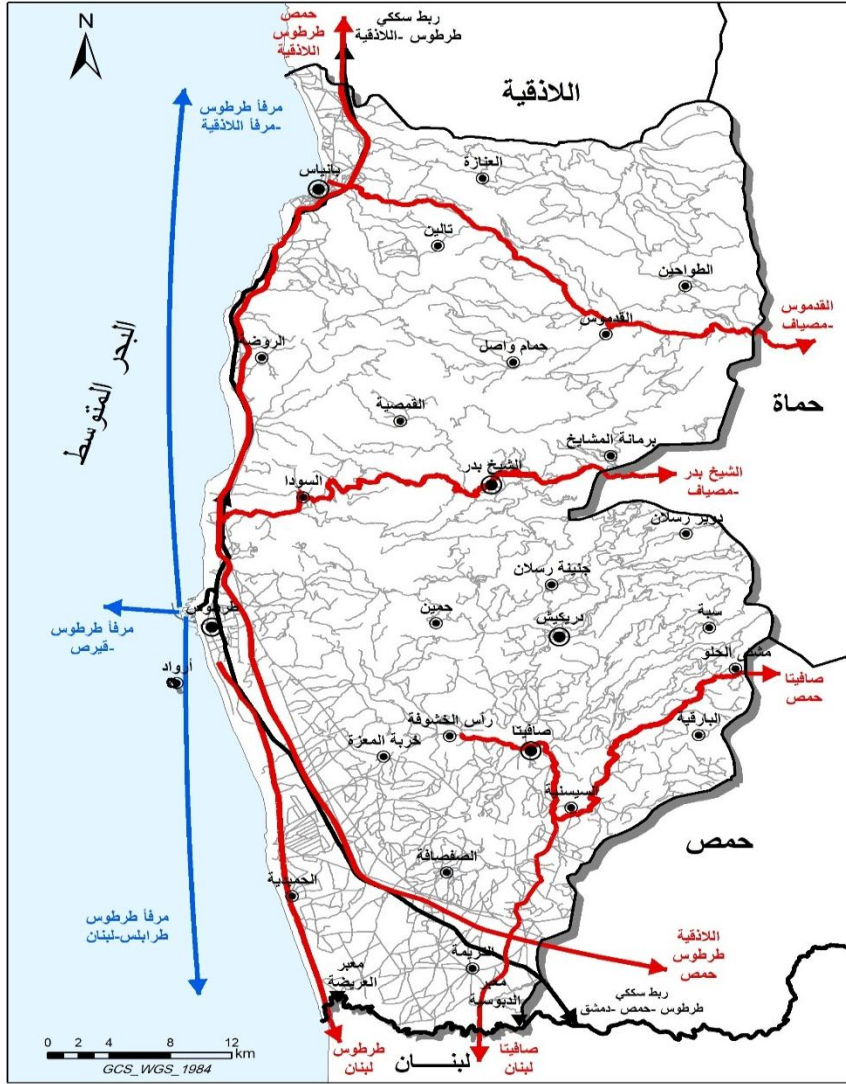 N
حمص
طرطوس
اللاذقية
ربط سككي
طرطوس -اللاذقية
اللاذقية
مرفأ طرطوس
-مرفأ اللاذقية
العنازة
بانياس
تالين
الطواحين
القدموس
-مصياف
القدموس
البحر المتوسط
الروضة
حمام واصل
حماة
القمصية
برمانة المشايخ
الشيخ بدر
الشيخ بدر
-مصياف
السودا
دوير رسلان
جنينة رسلان
مرفأ طرطوس
-قبرص
طرطوس
حمين
دريكيش
سبة
مشتى الحلو
أرواد
صافيتا
حمص
رأس الخشوفة
صافيتا
البارقية
خربة المعزة
السيسنية
حمص
الصفصافة
الحميدية
مرفأ طرطوس
طرابلس-لبنان
اللاذقية
طرطوس
حمص
الكريمة
معبر
العريضة
معبر
الدبوسية
ربط سككي
طرطوس -حمص -دمشق
طرطوس
لبنان
صافيتا
لبنان
لبنـــــان
0 2 4 8 12
km
GCS_WGS_1984